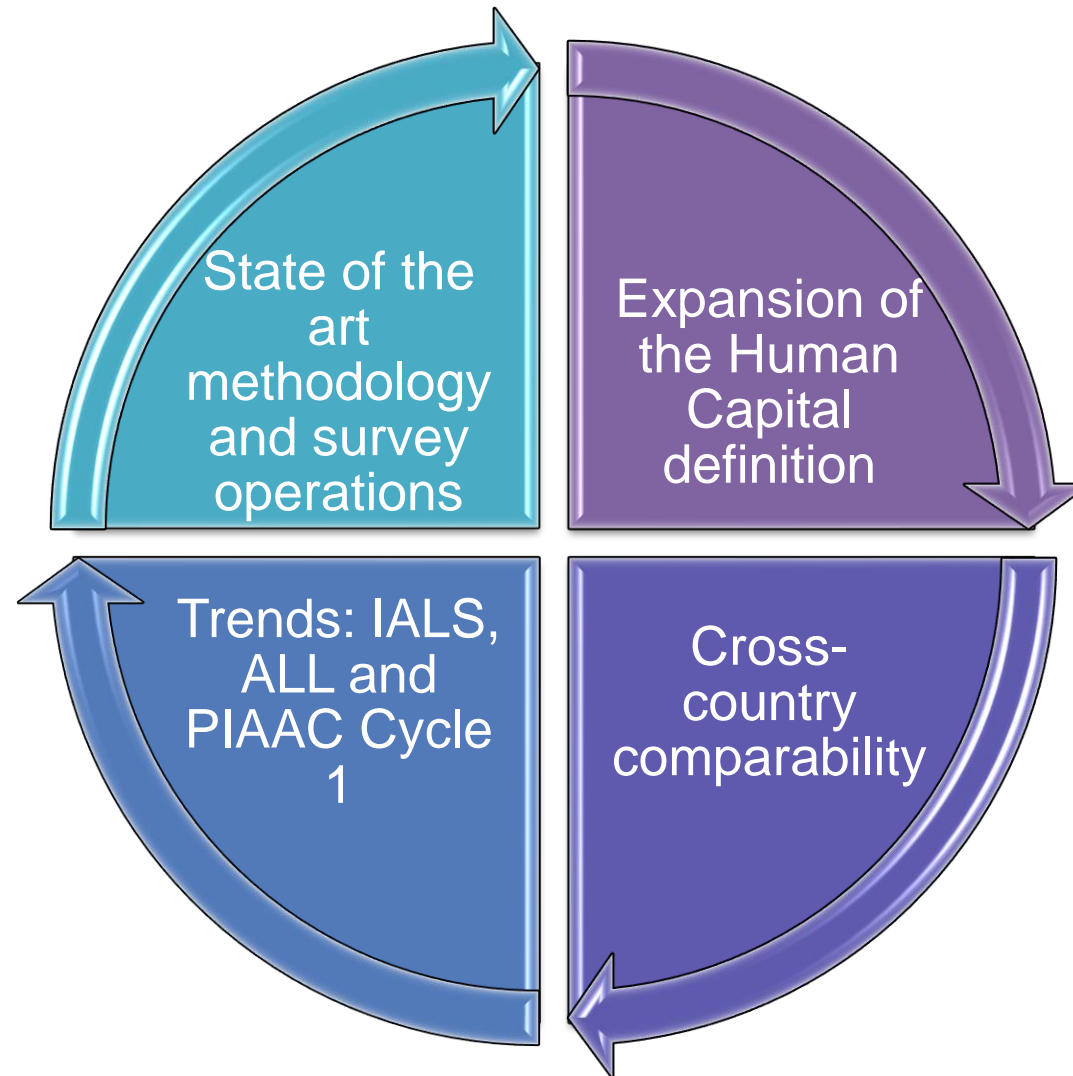 State of the
art
methodology
and survey
operations
Expansion of
the Human
Capital
definition
Trends: IALS,
ALL and
PIAAC Cycle
1
Cross-
country
comparability